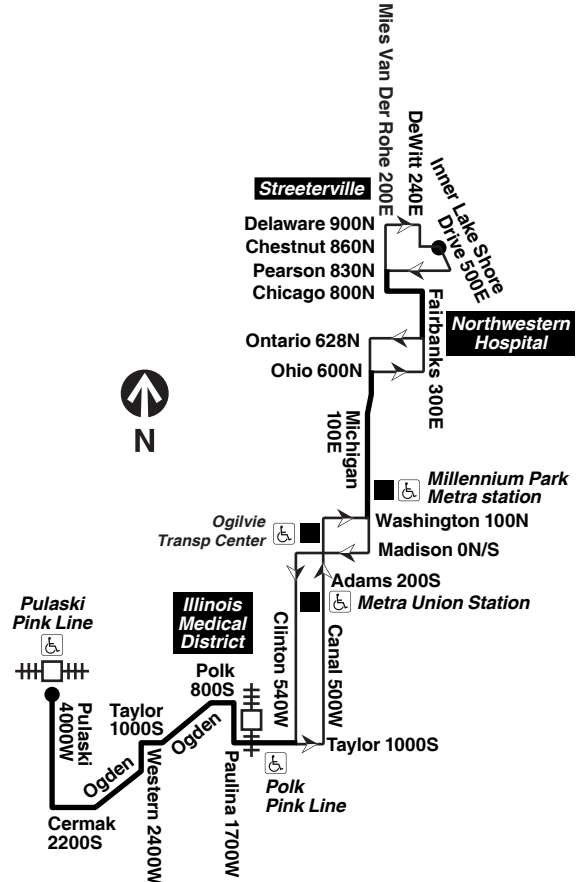 Mies Van Der Rohe 200E
DeWitt 240E
Inner Lake Shore
Drive 500E
Streeterville
Delaware 900N
Chestnut 860N
Pearson 830N
Chicago 800N
Fairbanks 300E
Northwestern
Hospital
Ontario 628N
Ohio 600N
N
Michigan
100E
Millennium Park
Metra station
Washington 100N
Ogilvie
Transp Center
Madison 0N/S
Adams 200S
Metra Union Station
Pulaski
Pink Line
Illinois
Medical
District
Clinton 540W
Canal 500W
Polk
800S
Pulaski
4000W
Taylor
1000S
Ogden
Ogden
Western 2400W
Paulina 1700W
Taylor 1000S
Polk
Pink Line
Cermak
2200S